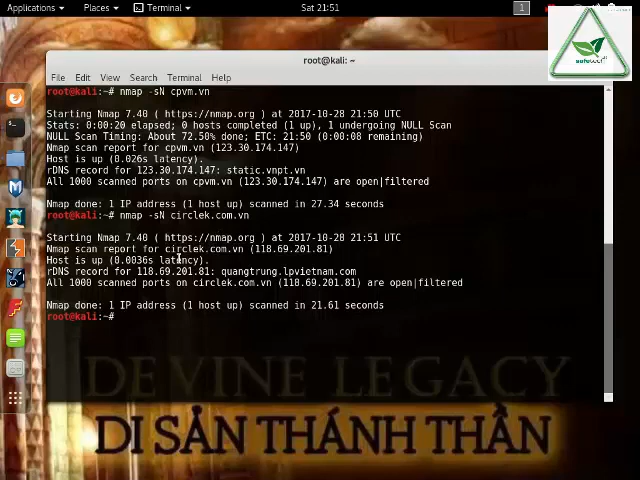 Applications
Places
Terminal
Sat 21:51
1
safetech
root@kali: ~
File Edit View Search Terminal Help
root@kali:~# nmap -sN cpvm.vn
Starting Nmap 7.40 ( https://nmap.org ) at 2017-10-28 21:50 UTC
Stats: 0:00:20 elapsed; 0 hosts completed (1 up), 1 undergoing NULL Scan
NULL Scan Timing: About 72.50% done; ETC: 21:50 (0:00:08 remaining)
Nmap scan report for cpvm.vn (123.30.174.147)
Host is up (0.026s latency).
rDNS record for 123.30.174.147: static.vnpt.vn
All 1000 scanned ports on cpvm.vn (123.30.174.147) are open|filtered
Nmap done: 1 IP address (1 host up) scanned in 27.34 seconds
root@kali:~# nmap -sN circlek.com.vn
Starting Nmap 7.40 ( https://nmap.org ) at 2017-10-28 21:51 UTC
Nmap scan report for circlek.com.vn (118.69.201.81)
Host is up (0.0036s latency).
rDNS record for 118.69.201.81: quangtrung.lpvietnam.com
All 1000 scanned ports on circlek.com.vn (118.69.201.81) are open|filtered
Nmap done: 1 IP address (1 host up) scanned in 21.61 seconds
root@kali:~#
DEVINE LEGACY
DI SẢN THÁNH THẦN